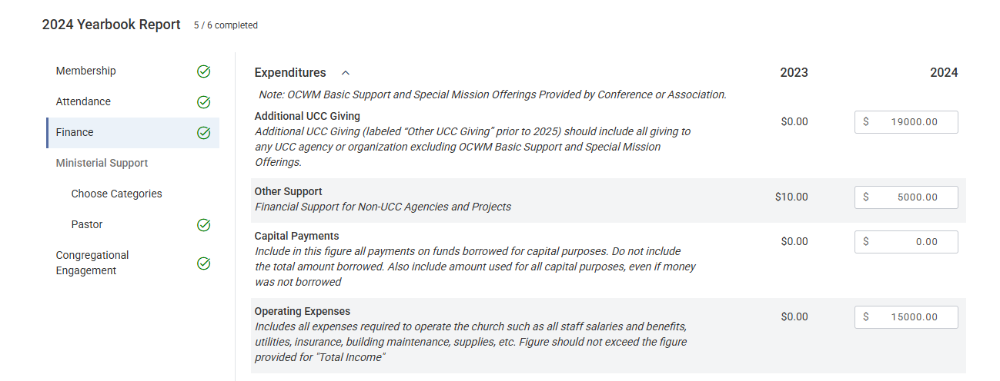 2024 Yearbook Report 5 / 6 completed
Membership
Attendance
Finance
Ministerial Support
Choose Categories
Pastor
Congregational
Engagement
Expenditures 2023 2024
Note: OCWM Basic Support and Special Mission Offerings Provided by Conference or Association.
Additional UCC Giving
Additional UCC Giving (labeled “Other UCC Giving” prior to 2025) should include all giving to
any UCC agency or organization excluding OCWM Basic Support and Special Mission
Offerings.
$0.00 $ 19000.00
Other Support
Financial Support for Non-UCC Agencies and Projects
$10.00 $ 5000.00
Capital Payments
Include in this figure all payments on funds borrowed for capital purposes. Do not include
the total amount borrowed. Also include amount used for all capital purposes, even if money
was not borrowed
$0.00 $ 0.00
Operating Expenses
Includes all expenses required to operate the church such as all staff salaries and benefits,
utilities, insurance, building maintenance, supplies, etc. Figure should not exceed the figure
provided for "Total Income"
$0.00 $ 15000.00